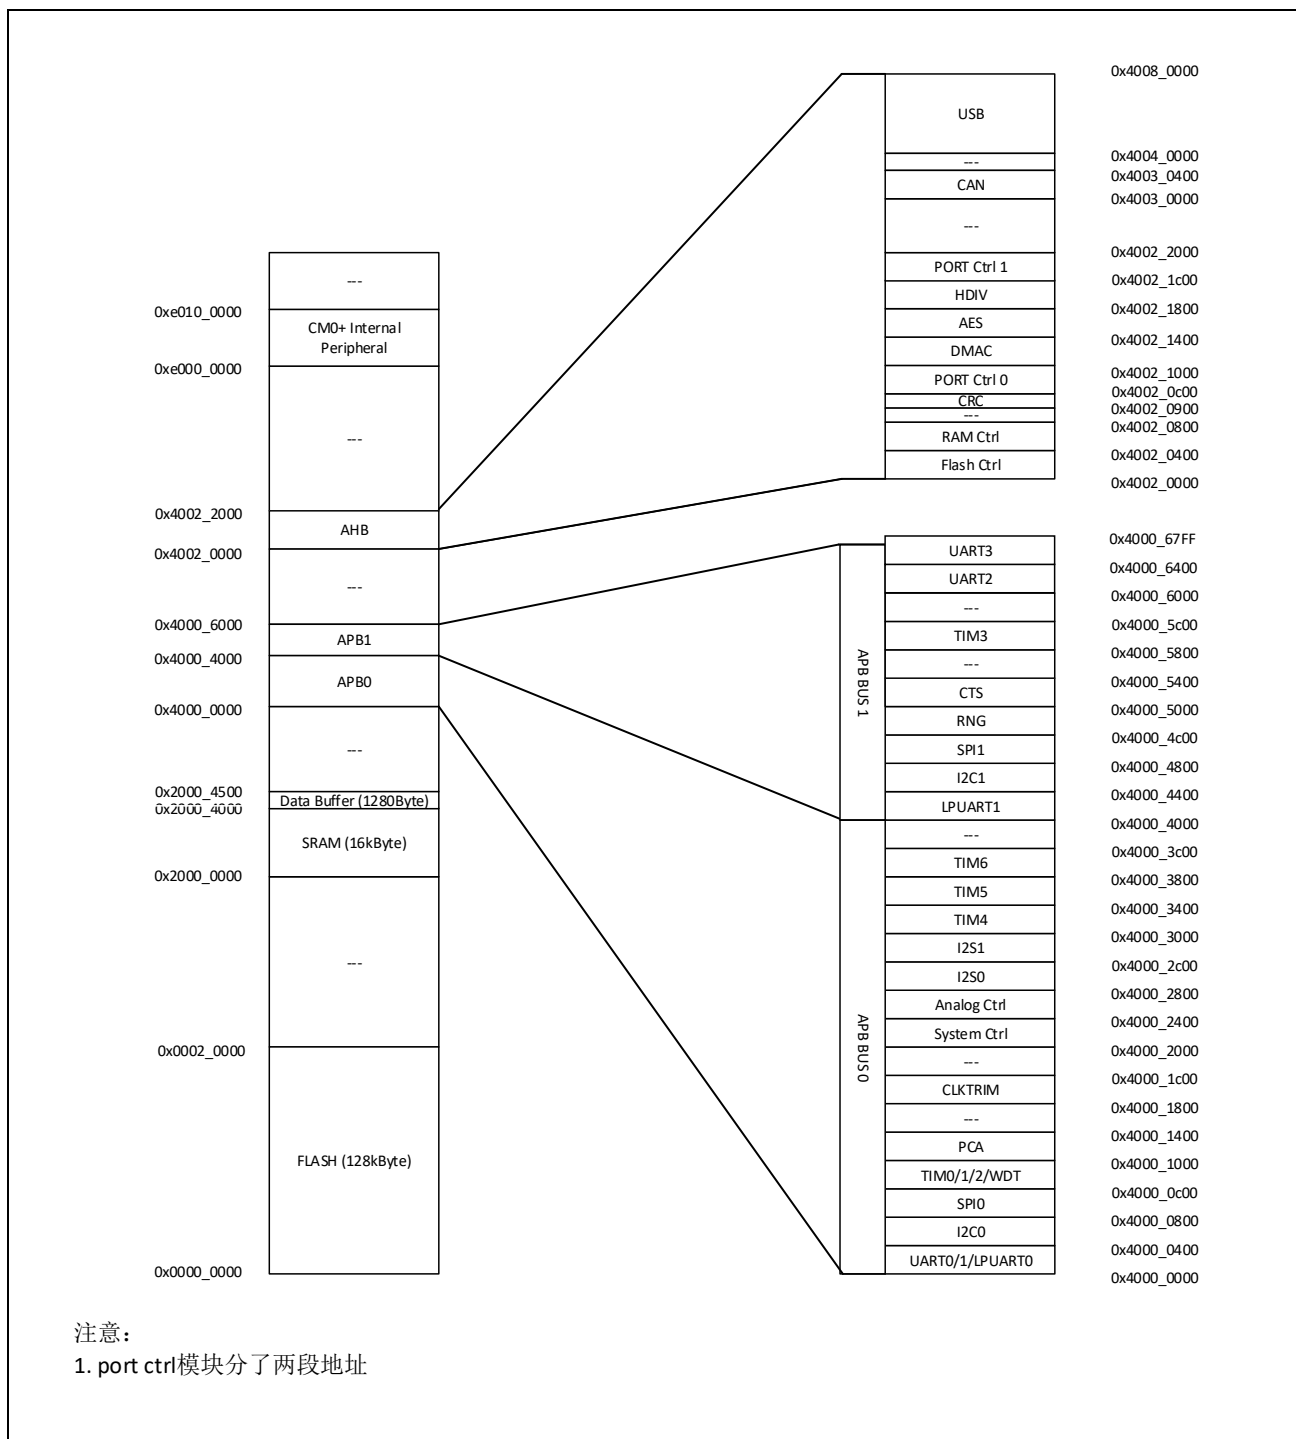 ---
0xe010_0000
CM0+ Internal
Peripheral
0xe000_0000
---
0x4002_2000
AHB
0x4002_0000
---
0x4000_6000
APB1
0x4000_4000
APB0
0x4000_0000
---
0x2000_4500
Data Buffer (1280Byte)
0x2000_4000
SRAM (16kByte)
0x2000_0000
---
0x0002_0000
FLASH (128kByte)
0x0000_0000
0x4008_0000
USB
0x4004_0000
---
0x4003_0400
CAN
0x4003_0000
---
0x4002_2000
PORT Ctrl 1
0x4002_1c00
HDIV
0x4002_1800
AES
0x4002_1400
DMAC
0x4002_1000
PORT Ctrl 0
0x4002_0c00
CRC
0x4002_0900
---
0x4002_0800
RAM Ctrl
0x4002_0400
Flash Ctrl
0x4002_0000
APB BUS 1
0x4000_67FF
UART3
0x4000_6400
UART2
0x4000_6000
---
0x4000_5c00
TIM3
0x4000_5800
---
0x4000_5400
CTS
0x4000_5000
RNG
0x4000_4c00
SPI1
0x4000_4800
I2C1
0x4000_4400
LPUART1
0x4000_4000
APB BUS 0
---
0x4000_3c00
TIM6
0x4000_3800
TIM5
0x4000_3400
TIM4
0x4000_3000
I2S1
0x4000_2c00
I2S0
0x4000_2800
Analog Ctrl
0x4000_2400
System Ctrl
0x4000_2000
---
0x4000_1c00
CLKTRIM
0x4000_1800
---
0x4000_1400
PCA
0x4000_1000
TIM0/1/2/WDT
0x4000_0c00
SPI0
0x4000_0800
I2C0
0x4000_0400
UART0/1/LPUART0
0x4000_0000
注意：
1. port ctrl模块分了两段地址